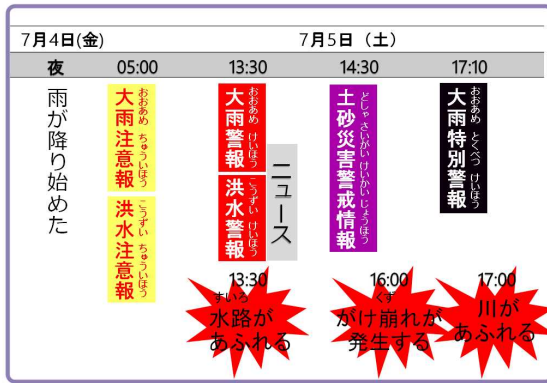 7月4日(金)
7月5日（土）
夜
05:00
13:30
14:30
17:10
雨が降り始めた
大雨注意報
おおあめ ちゅういほう
洪水注意報
こうずい ちゅういほう
大雨警報
おおあめ けいほう
洪水警報
こうずい けいほう
ニュース
土砂災害警戒情報
どしゃ さいがい けいかい じょうほう
大雨特別警報
おおあめ とくべつ けいほう
13:30
すいろ
水路が
あふれる
16:00
くず
がけ崩れが
発生する
17:00
川が
あふれる